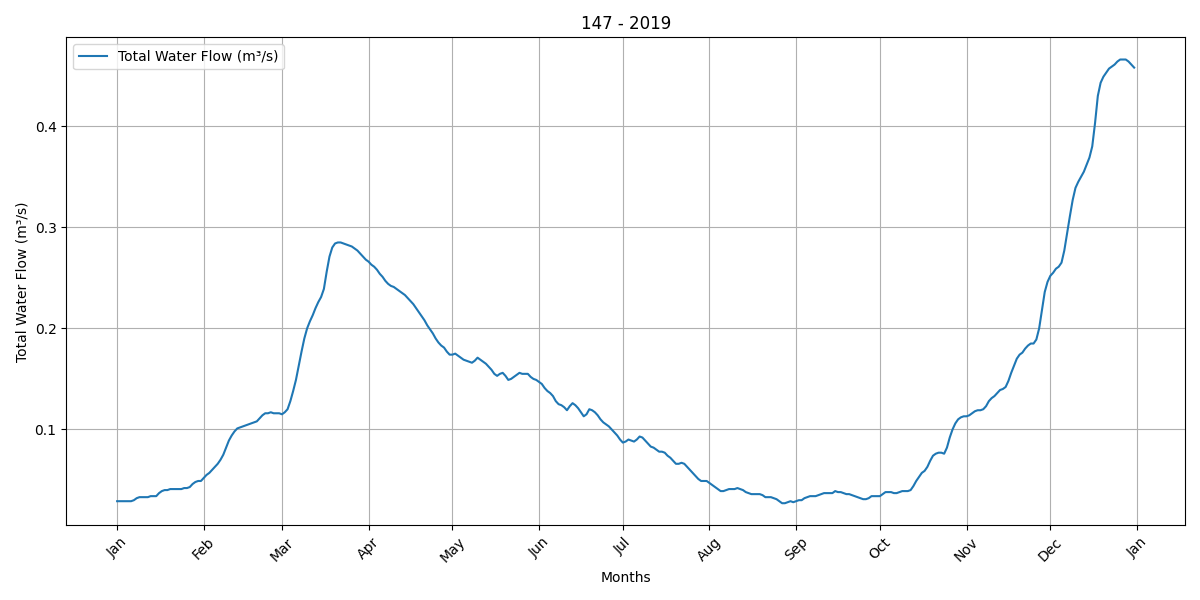 147 - 2019
Total Water Flow (m³/s)
Total Water Flow (m³/s)
0.4
0.3
0.2
0.1
Jan Feb Mar Apr May Jun Jul Aug Sep Oct Nov Dec Jan
Months